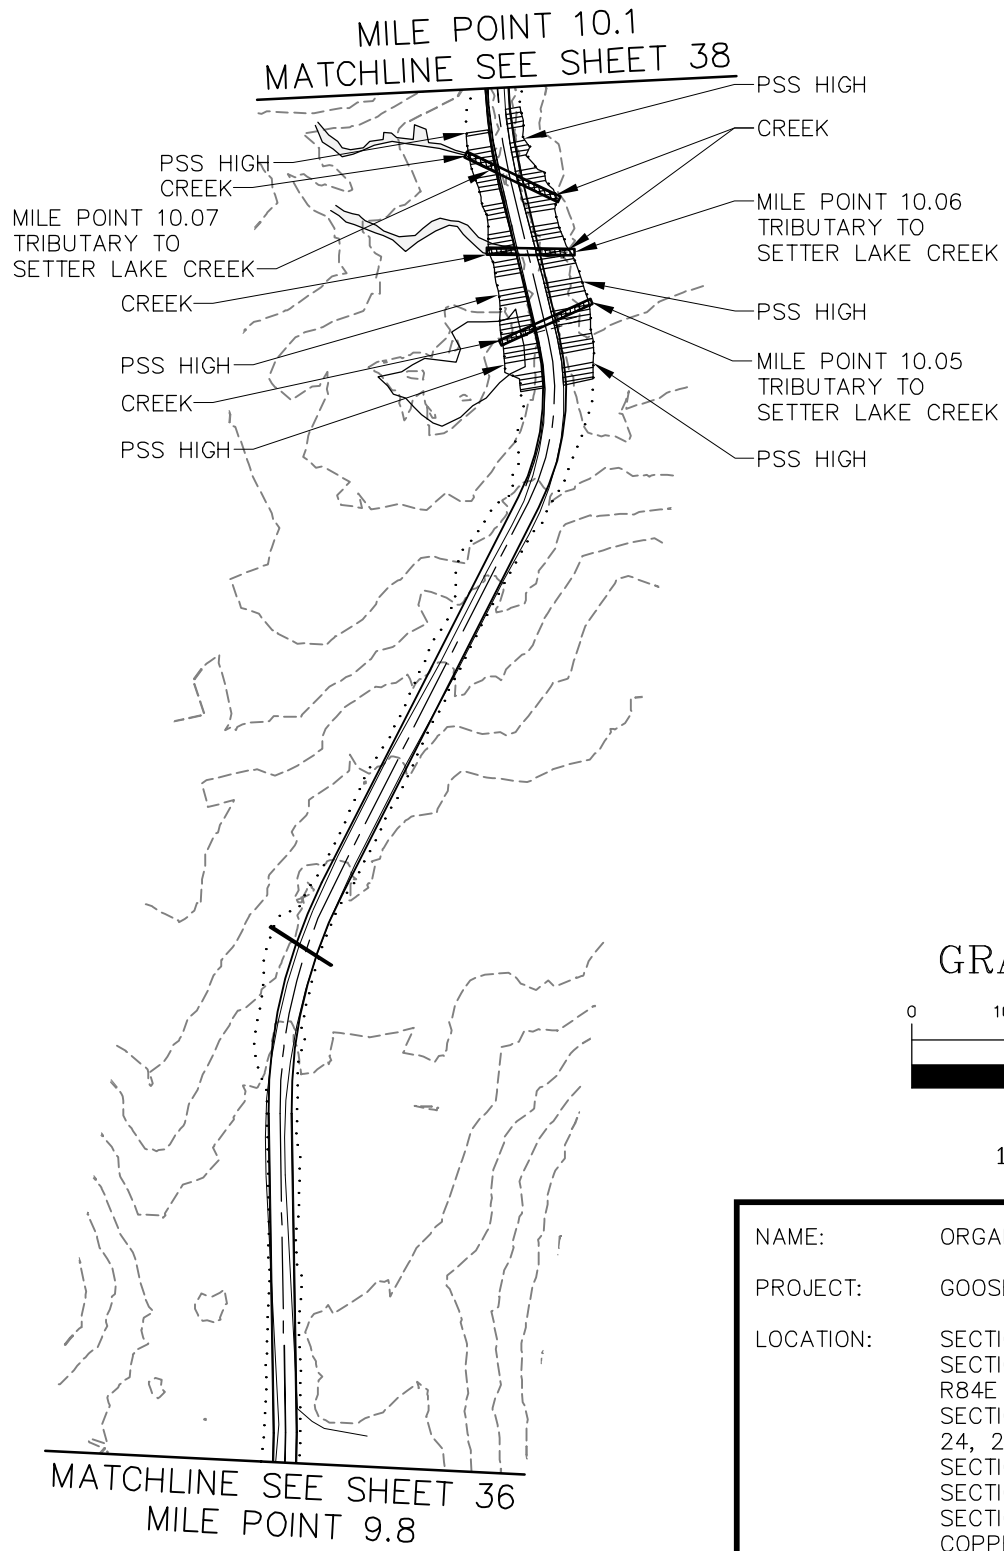 MILE POINT 10.1
MATCHLINE SEE SHEET 38
PSS HIGH
CREEK
PSS HIGH
CREEK
MILE POINT 10.07
TRIBUTARY TO
SETTER LAKE CREEK
MILE POINT 10.06
TRIBUTARY TO
SETTER LAKE CREEK
CREEK
PSS HIGH
PSS HIGH
MILE POINT 10.05
TRIBUTARY TO
SETTER LAKE CREEK
CREEK
PSS HIGH
PSS HIGH
MATCHLINE SEE SHEET 36
MILE POINT 9.8
GRA
0 10
1
NAME: ORGA
PROJECT: GOOS
LOCATION: SECTI
SECTI
R84E
SECTI
24, 2
SECTI
SECTI
SECTI
COPP